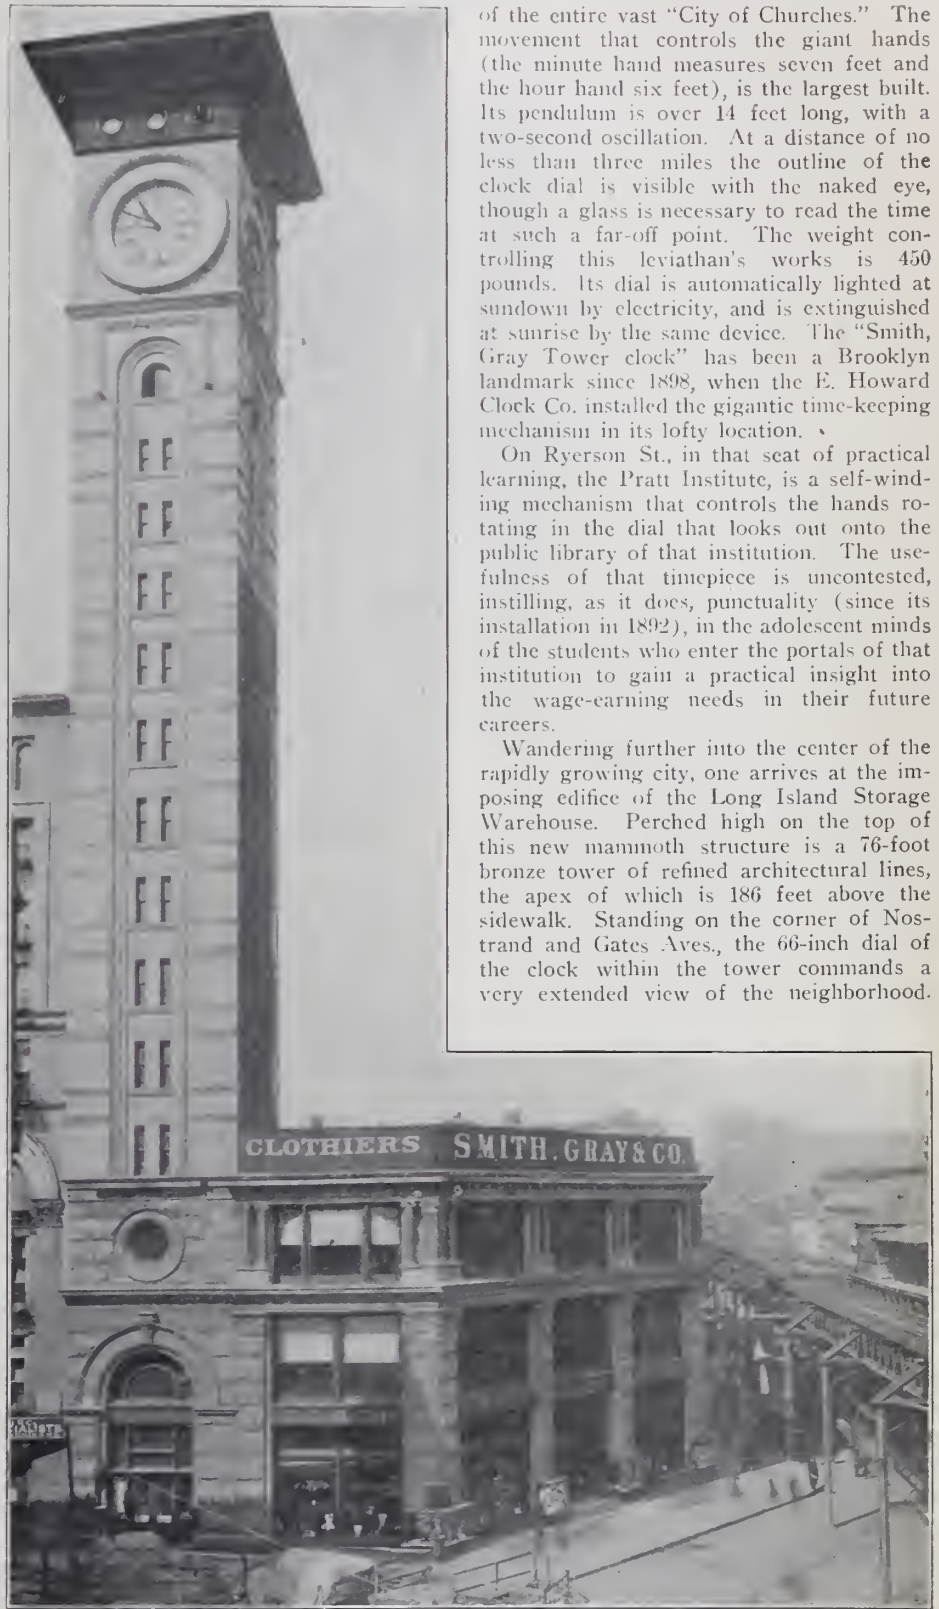 of the entire vast "City of Churches." The
movement that controls the giant hands
(the minute hand measures seven feet and
the hour hand six feet), is the largest built.
Its pendulum is over 14 feet long, with a
two-second oscillation. At a distance of no
less than three miles the outline of the
clock dial is visible with the naked eye,
though a glass is necessary to read the time
at such a far-off point. The weight con-
trolling this leviathan's works is 450
pounds. Its dial is automatically lighted at
sundown by electricity, and is extinguished
at sunrise by the same device. The "Smith,
Gray Tower clock" has been a Brooklyn
landmark since 1898, when the E. Howard
Clock Co. installed the gigantic time-keeping
mechanism in its lofty location.
On Ryerson St., in that seat of practical
learning, the Pratt Institute, is a self-wind-
ing mechanism that controls the hands ro-
tating in the dial that looks out onto the
public library of that institution. The use-
fulness of that timepiece is uncontested,
instilling, as it does, punctuality (since its
installation in 1892), in the adolescent minds
of the students who enter the portals of that
institution to gain a practical insight into
the wage-earning needs in their future
careers.
Wandering further into the center of the
rapidly growing city, one arrives at the im-
posing edifice of the Long Island Storage
Warehouse. Perched high on the top of
this new mammoth structure is a 76-foot
bronze tower of refined architectural lines,
the apex of which is 186 feet above the
sidewalk. Standing on the corner of Nos-
trand and Gates Aves., the 66-inch dial of
the clock within the tower commands a
very extended view of the neighborhood.
CLOTHIERS SMITH. GRAY & CO.